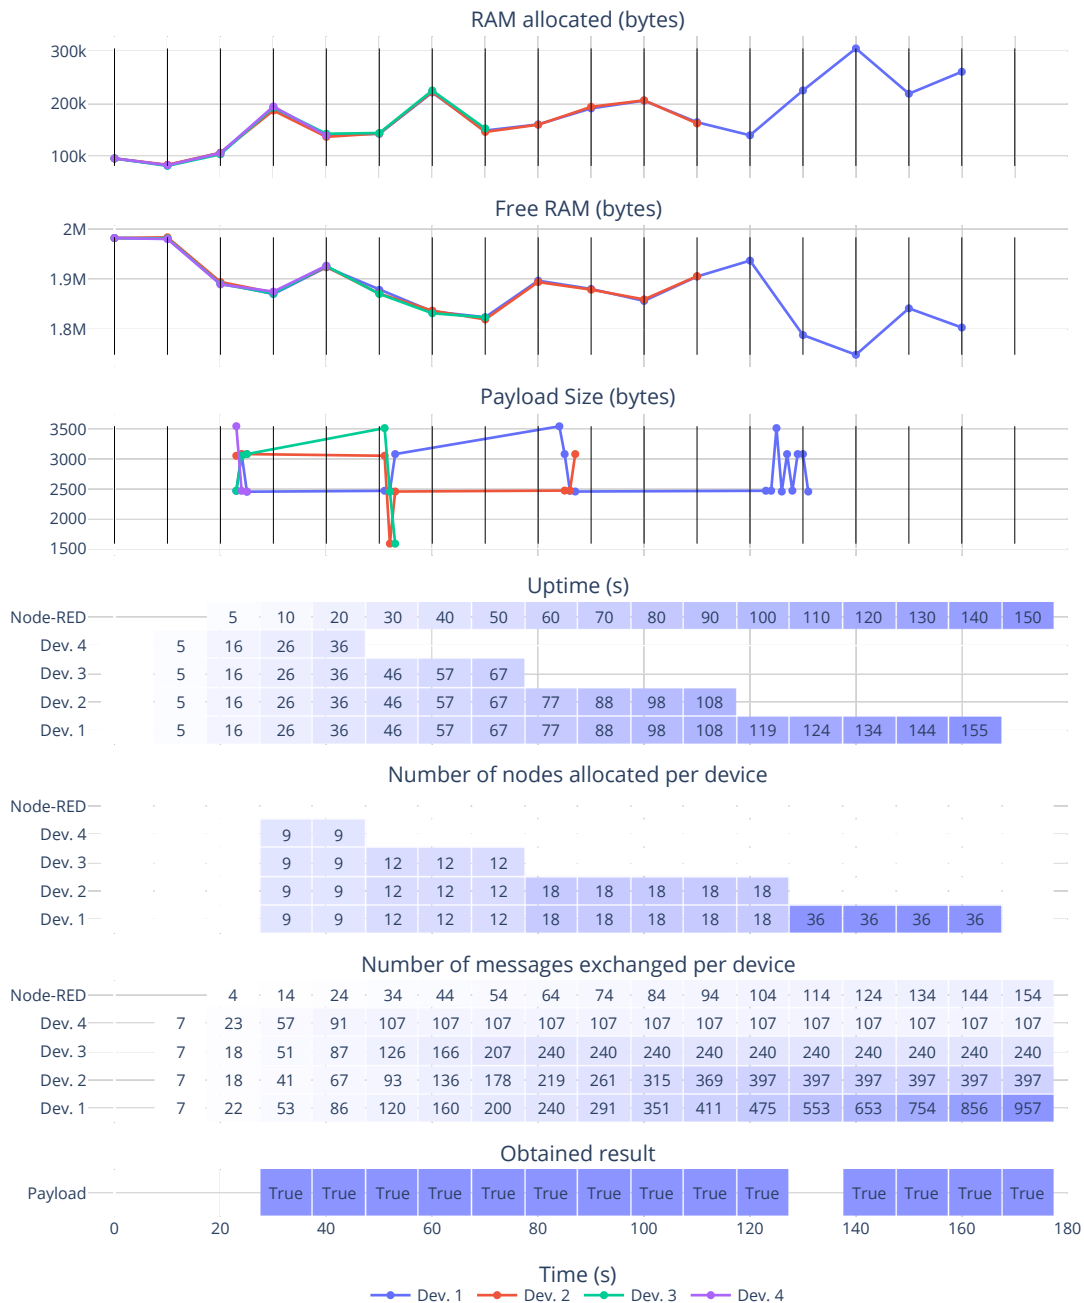 RAM allocated (bytes)
300k
200k
100k
Free RAM (bytes)
2M
1.9M
1.8M
Payload Size (bytes)
3500
3000
2500
2000
1500
Uptime (s)
Node-RED 5 10 20 30 40 50 60 70 80 90 100 110 120 130 140 150
Dev. 4 5 16 26 36
Dev. 3 5 16 26 36 46 57 67
Dev. 2 5 16 26 36 46 57 67 77 88 98 108
Dev. 1 5 16 26 36 46 57 67 77 88 98 108 119 124 134 144 155
Number of nodes allocated per device
Node-RED
Dev. 4 9 9
Dev. 3 9 9 12 12 12
Dev. 2 9 9 12 12 12 18 18 18 18 18
Dev. 1 9 9 12 12 12 18 18 18 18 18 36 36 36 36
Number of messages exchanged per device
Node-RED 4 14 24 34 44 54 64 74 84 94 104 114 124 134 144 154
Dev. 4 7 23 57 91 107 107 107 107 107 107 107 107 107 107 107 107 107
Dev. 3 7 18 51 87 126 166 207 240 240 240 240 240 240 240 240 240 240
Dev. 2 7 18 41 67 93 136 178 219 261 315 369 397 397 397 397 397 397
Dev. 1 7 22 53 86 120 160 200 240 291 351 411 475 553 653 754 856 957
Obtained result
Payload True True True True True True True True True True True True True True
0 20 40 60 80 100 120 140 160 180
Time (s)
Dev. 1 Dev. 2 Dev. 3 Dev. 4